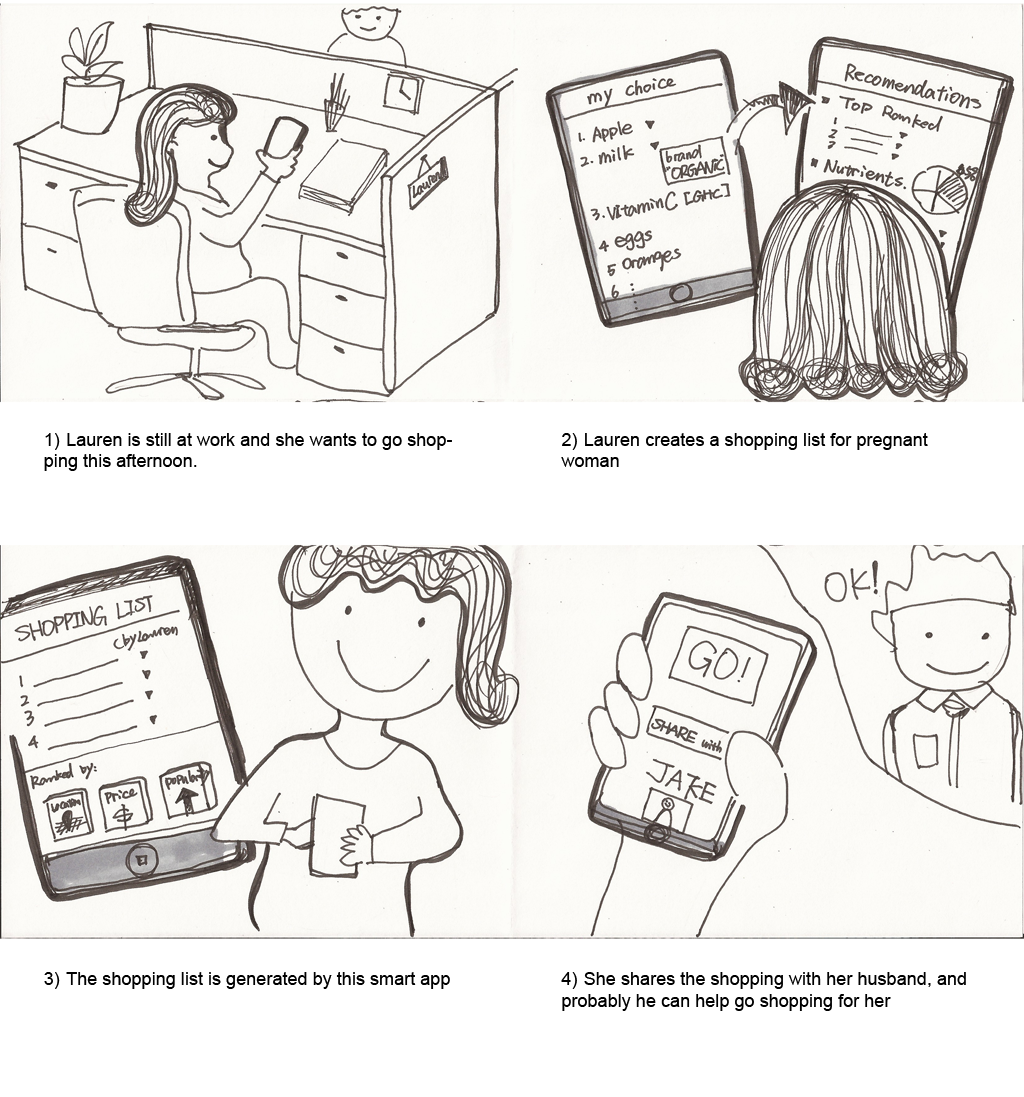 Lauren
1) Lauren is still at work and she wants to go shop-
ping this afternoon.
my choice
1. Apple
2. milk
brand
"ORGANIC"
3. Vitamin C [GHC]
4 eggs
5 oranges
6 :
Recomendations
Top Ranked
1
2
3
Nutrients.
2) Lauren creates a shopping list for pregnant
woman
SHOPPING LIST
(by Lauren
1
2
3
4
Ranked by:
Price
$
popularity
3) The shopping list is generated by this smart app
OK!
GO!
SHARE with
JAKE
4) She shares the shopping with her husband, and
probably he can help go shopping for her